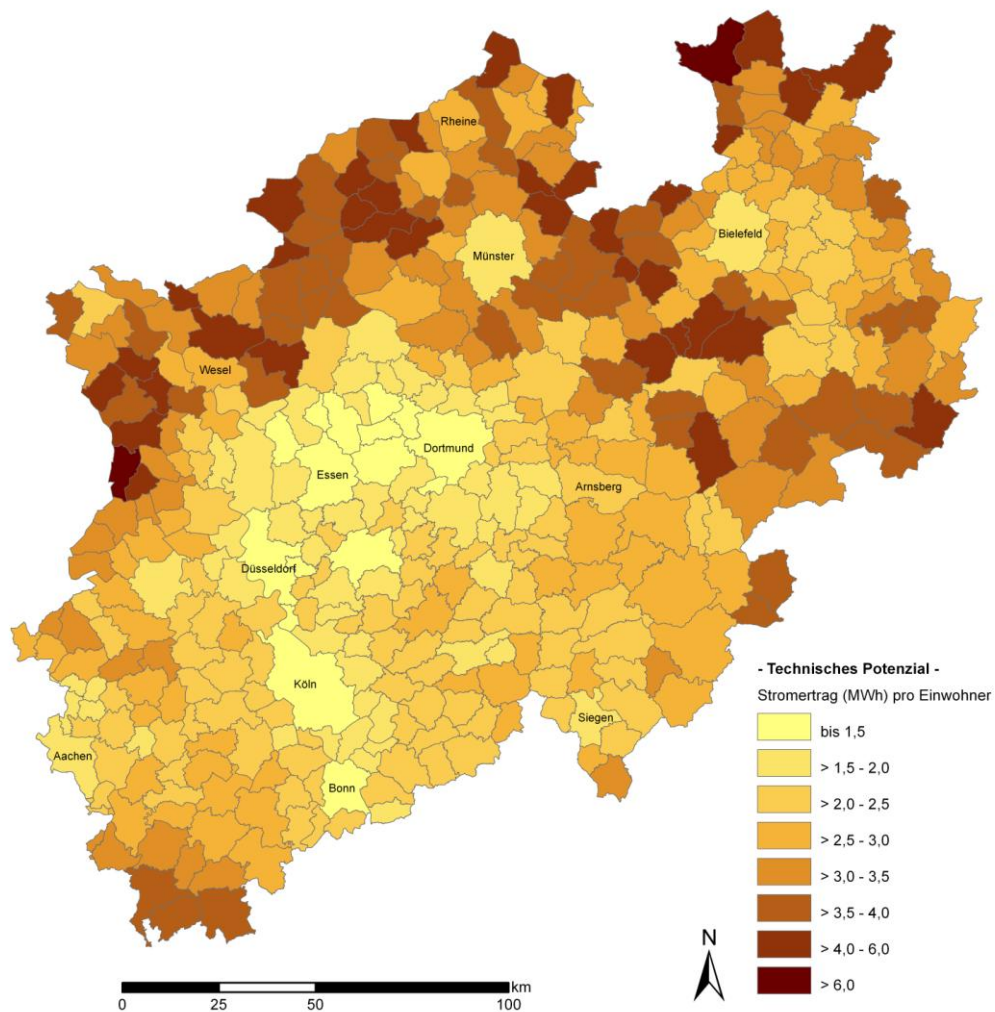 Rheine
Bielefeld
Münster
Wesel
Dortmund
Essen
Arnsberg
Düsseldorf
Köln
Siegen
Aachen
Bonn
- Technisches Potenzial -
Stromertrag (MWh) pro Einwohner
bis 1,5
> 1,5 - 2,0
> 2,0 - 2,5
> 2,5 - 3,0
> 3,0 - 3,5
> 3,5 - 4,0
> 4,0 - 6,0
> 6,0
N
km
0 25 50 100